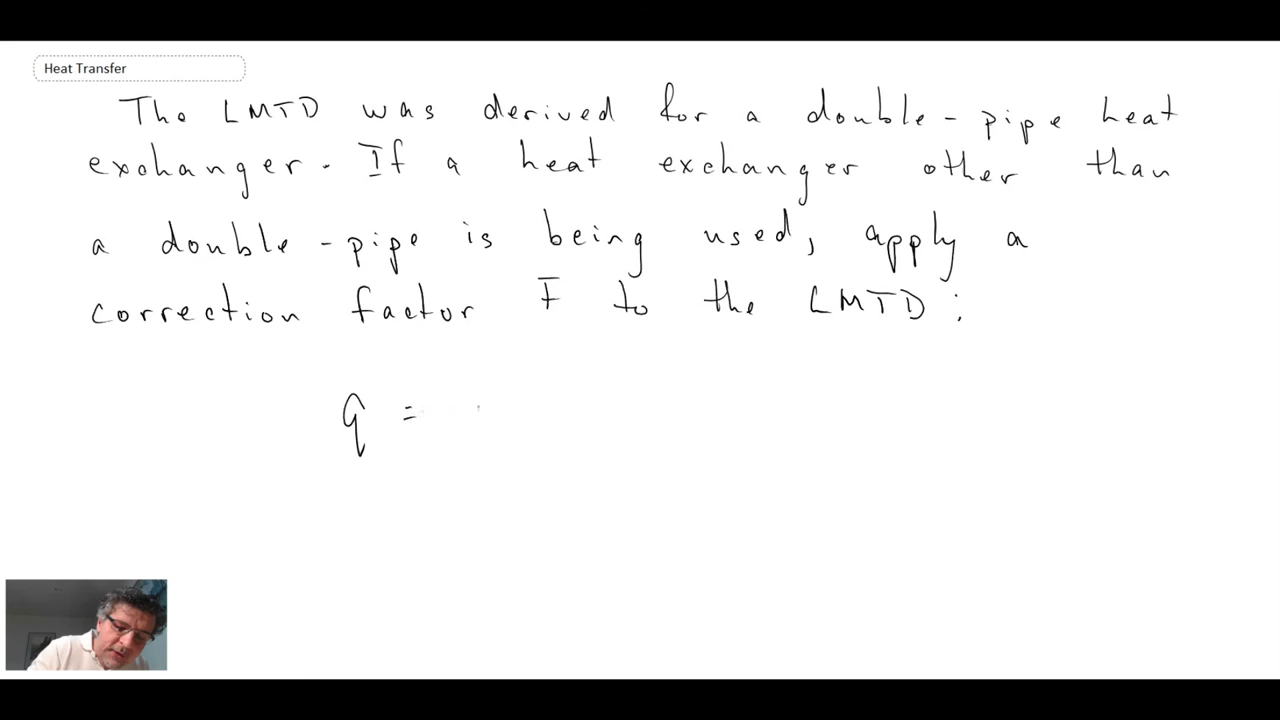 Heat Transfer
The LMTD was derived for a double-pipe heat
exchanger. If a heat exchanger other than
a double-pipe is being used, apply a
correction factor F to the LMTD:
q =